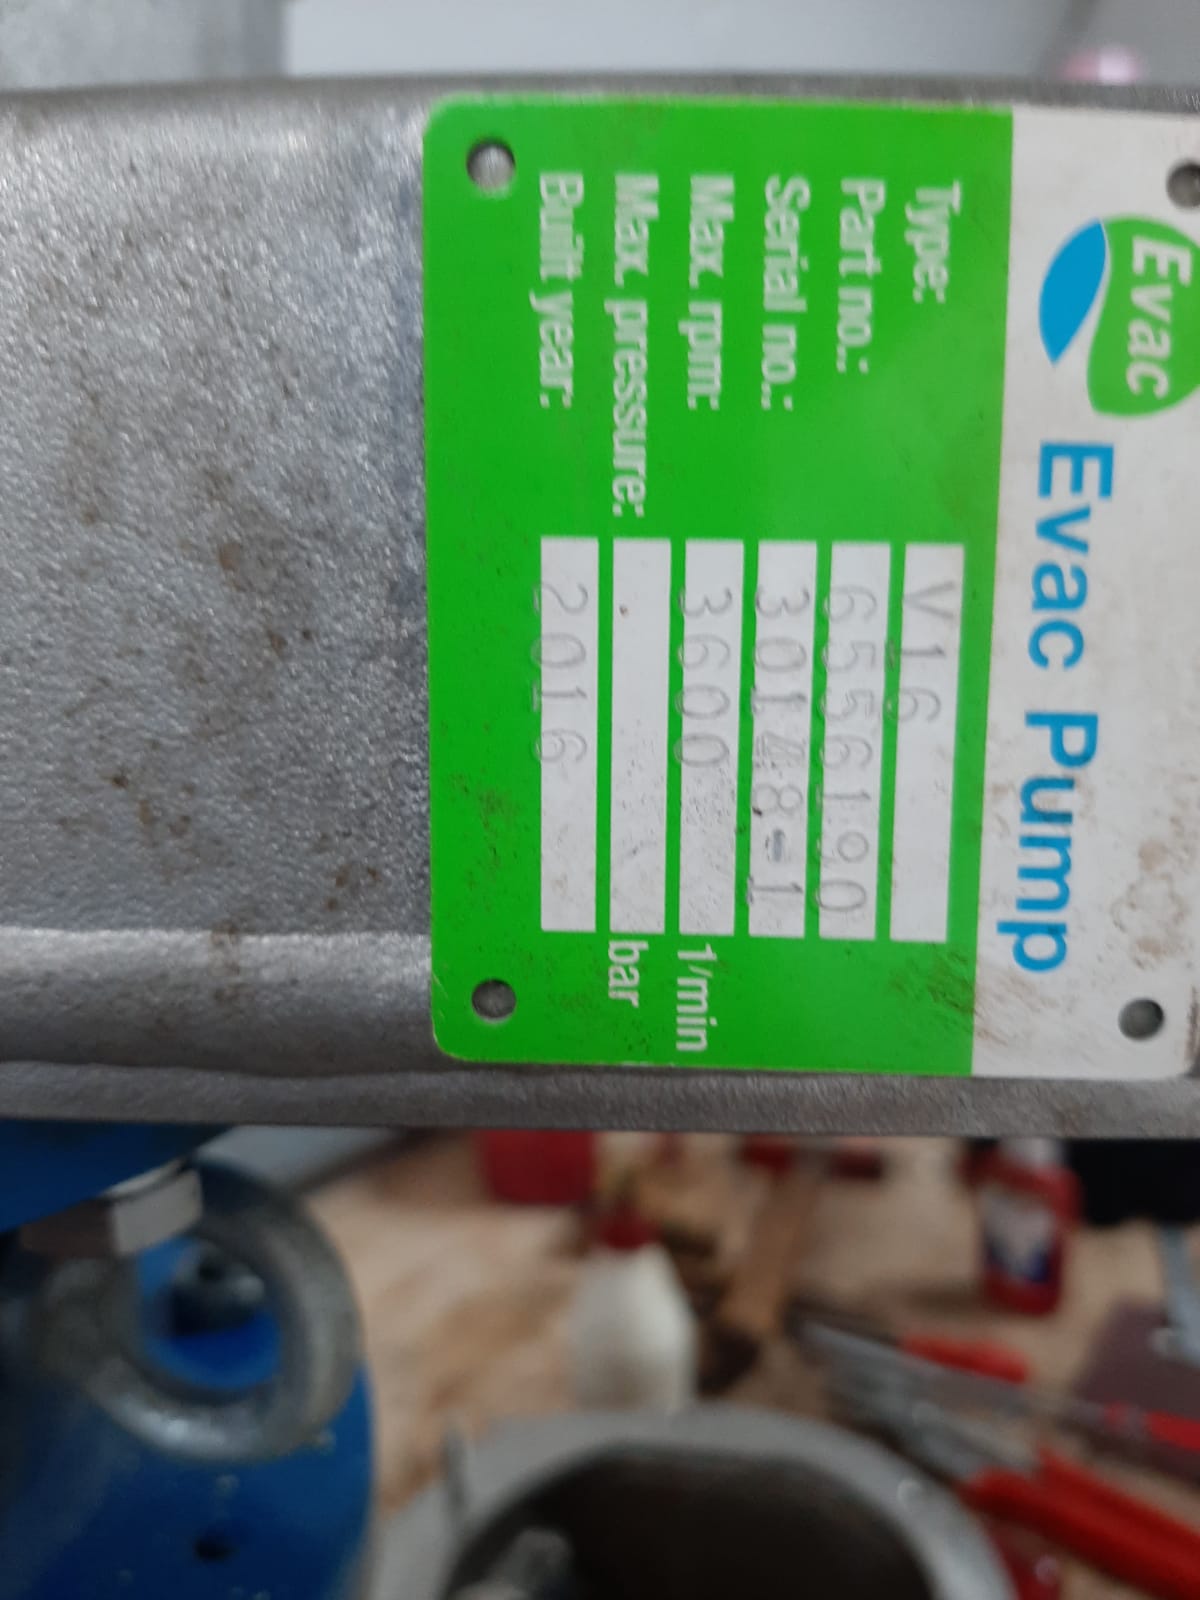 Evac
Evac Pump
Type: V16
Part no.: 6556190
Serial no.: 301
Max. rpm: 3600 1/min
Max. pressure: bar
Built year: 2016